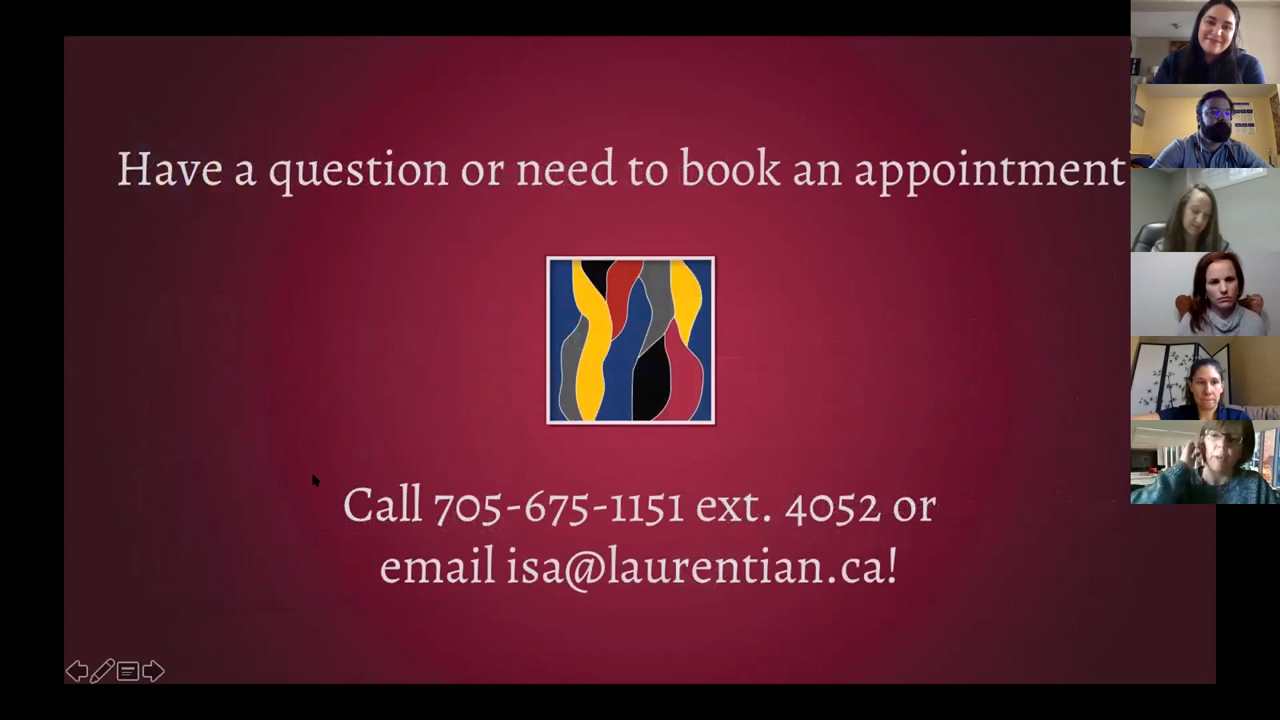 Have a question or need to book an appointment
Call 705-675-1151 ext. 4052 or
email isa@laurentian.ca!